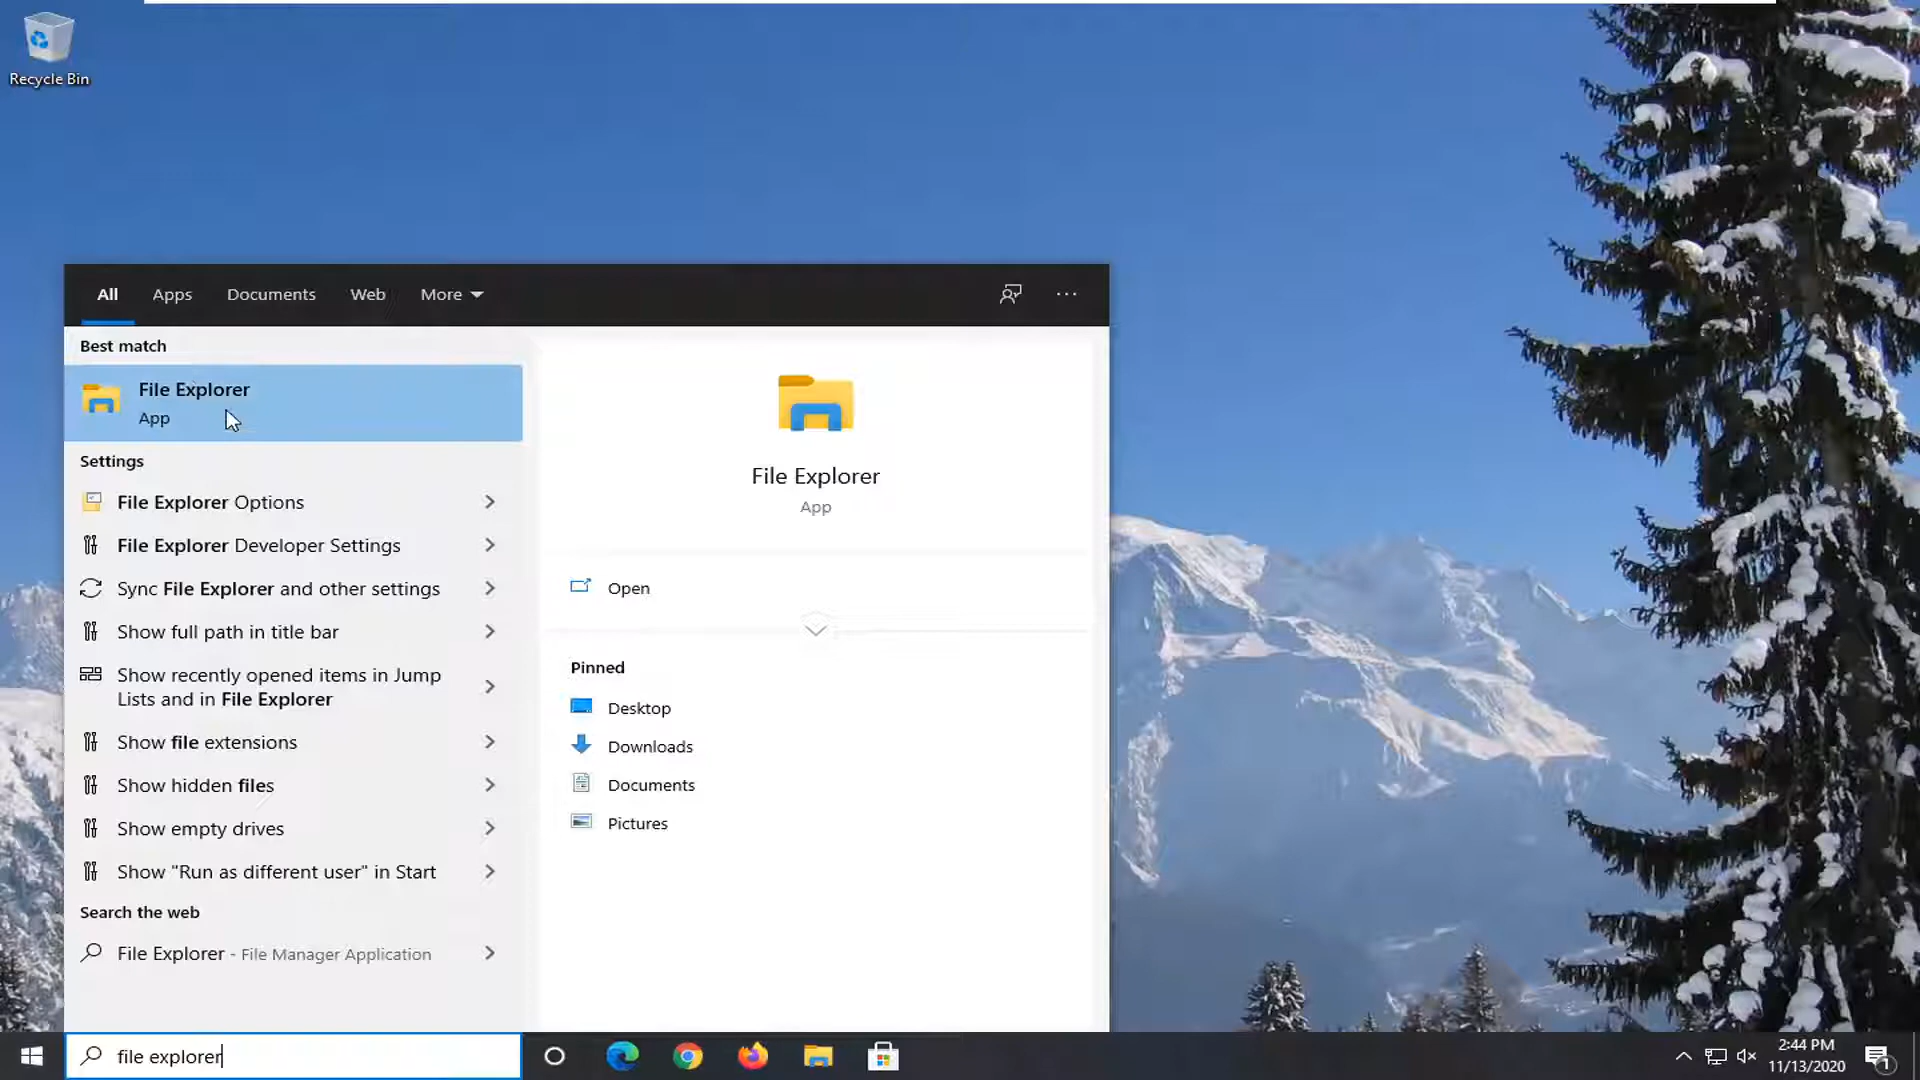 Recycle Bin
All
Apps
Documents
Web
More
Best match
File Explorer
App
Settings
File Explorer Options
File Explorer Developer Settings
Sync File Explorer and other settings
Show full path in title bar
Show recently opened items in Jump
Lists and in File Explorer
Show file extensions
Show hidden files
Show empty drives
Show "Run as different user" in Start
Search the web
File Explorer - File Manager Application
File Explorer
App
Open
Pinned
Desktop
Downloads
Documents
Pictures
file explorer
2:44 PM
11/13/2020
1